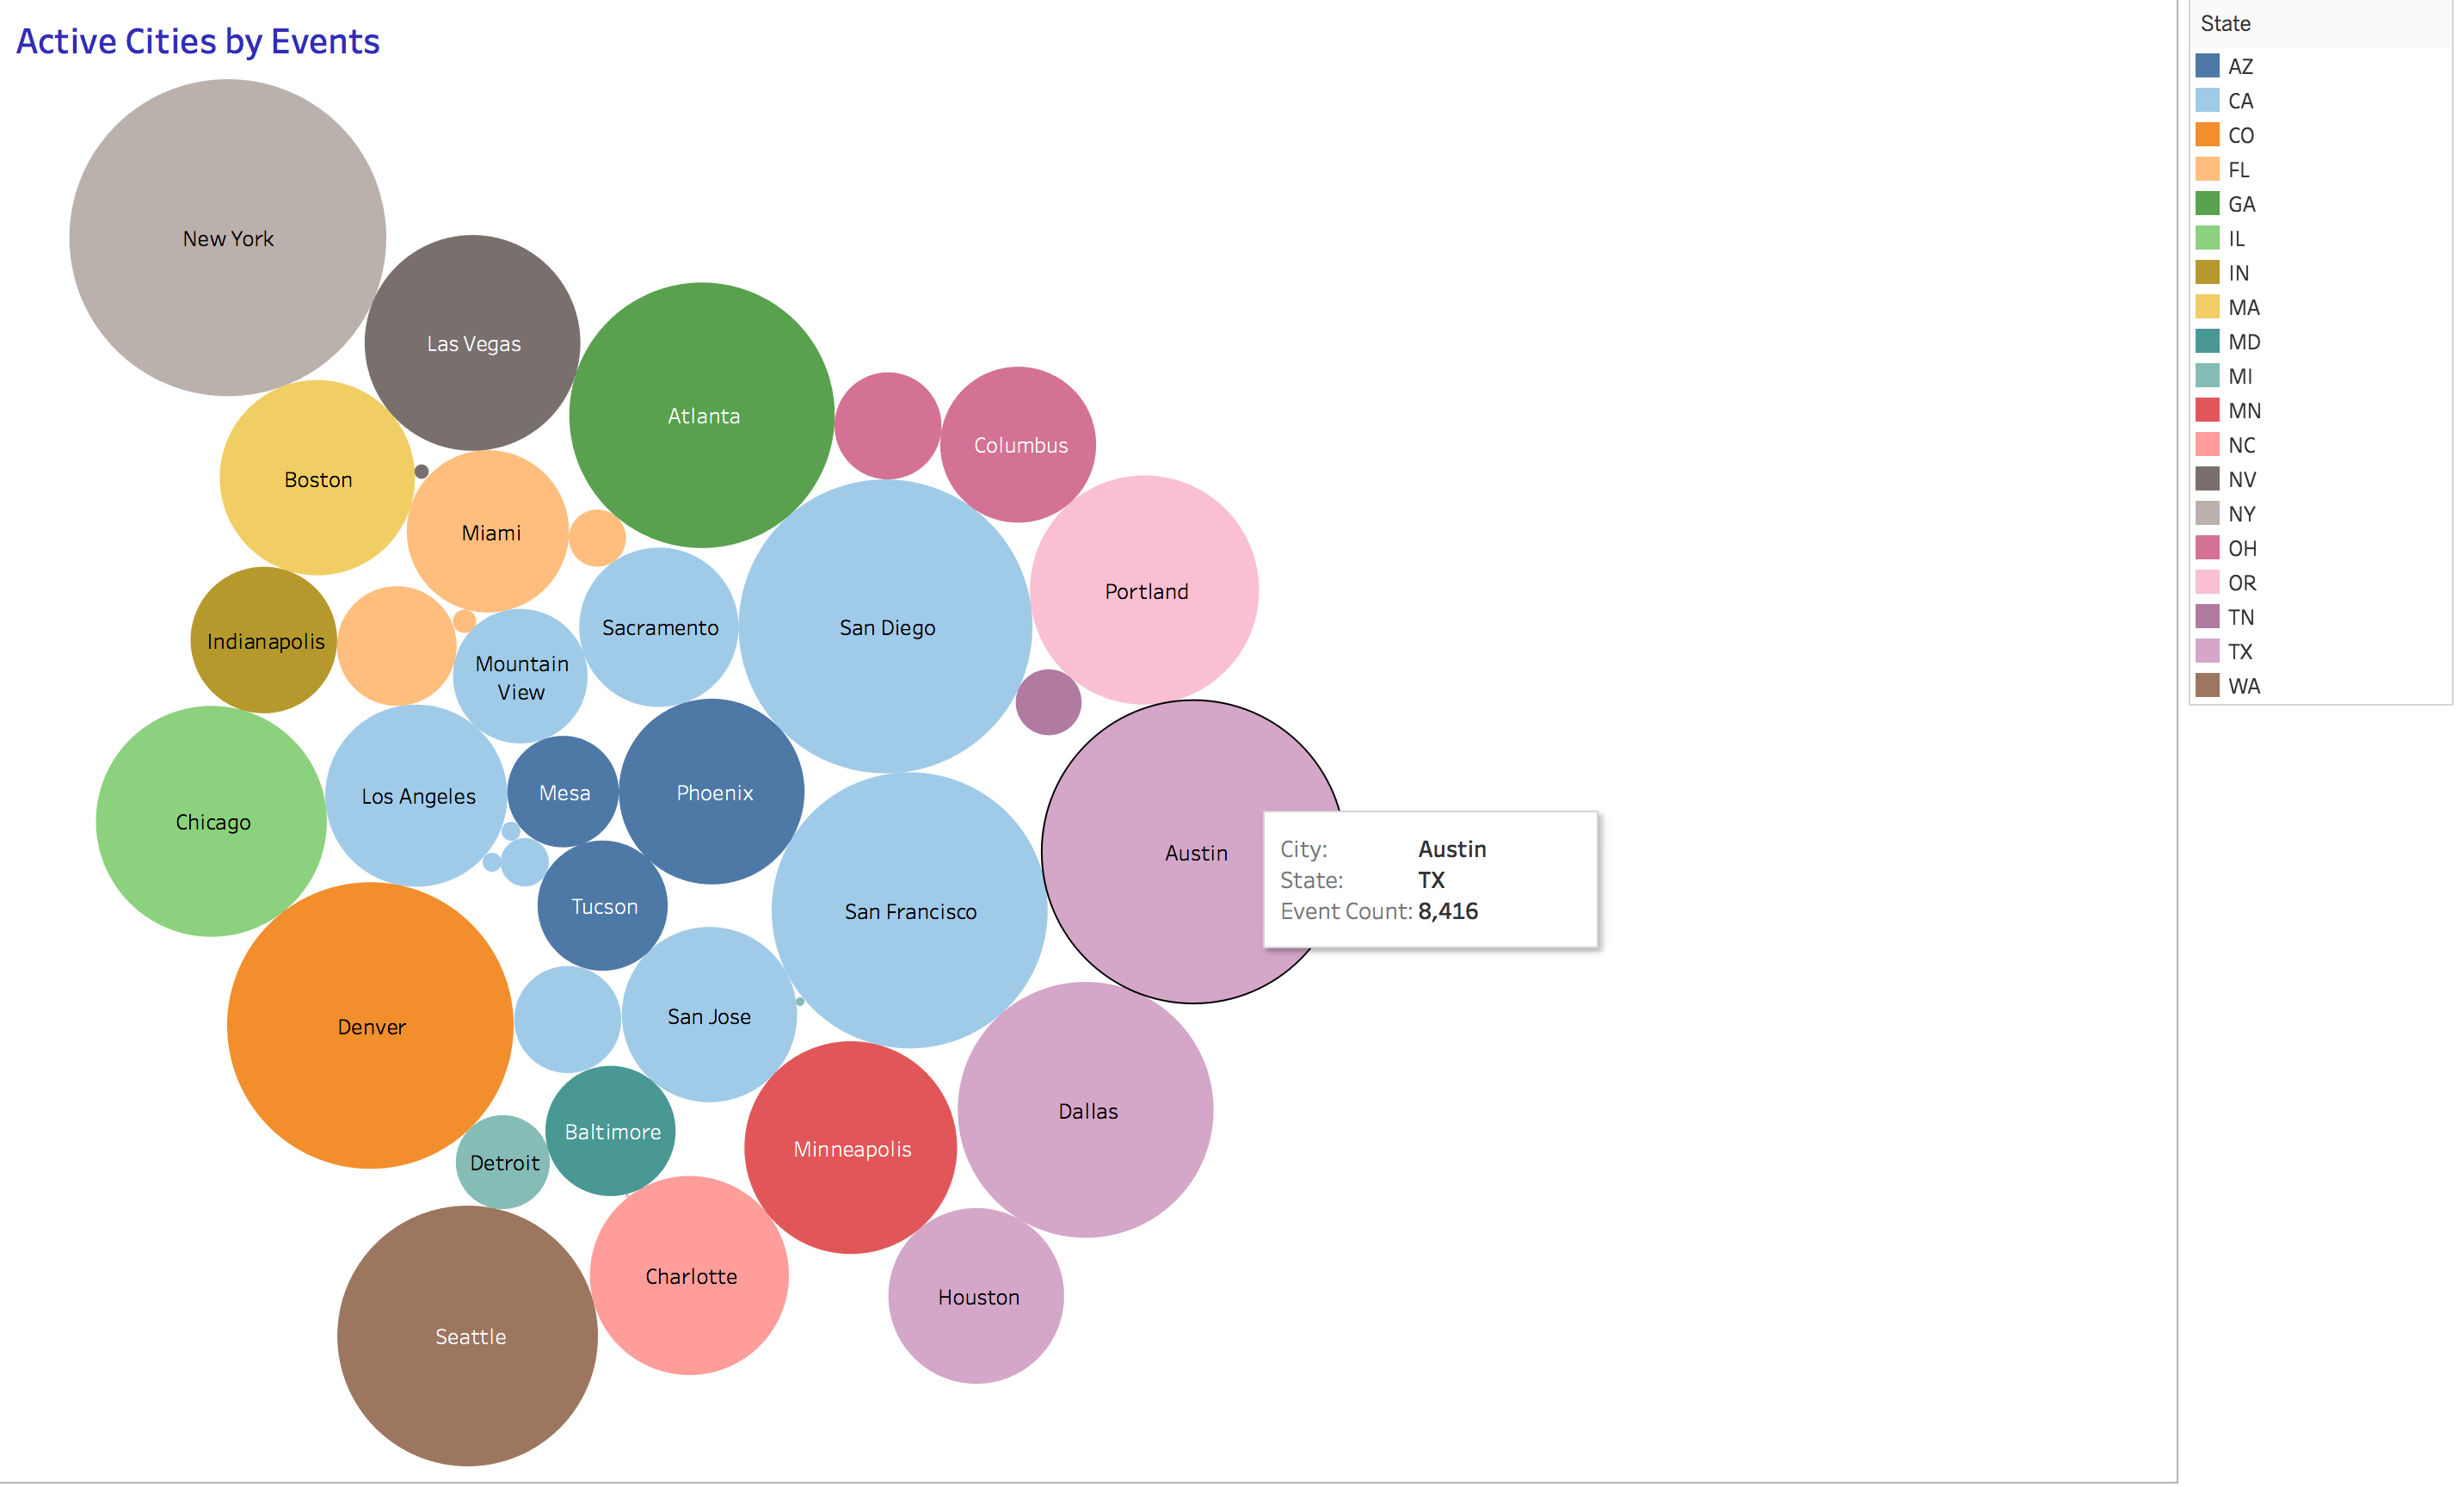 Active Cities by Events
New York
Las Vegas
Atlanta
Columbus
Boston
Miami
Portland
Sacramento
San Diego
Indianapolis
Mountain
View
Los Angeles
Mesa
Phoenix
Chicago
Austin
Tucson
San Francisco
San Jose
Denver
Dallas
Baltimore
Minneapolis
Detroit
Charlotte
Houston
Seattle
City: Austin
State: TX
Event Count: 8,416
State
AZ
CA
CO
FL
GA
IL
IN
MA
MD
MI
MN
NC
NV
NY
OH
OR
TN
TX
WA